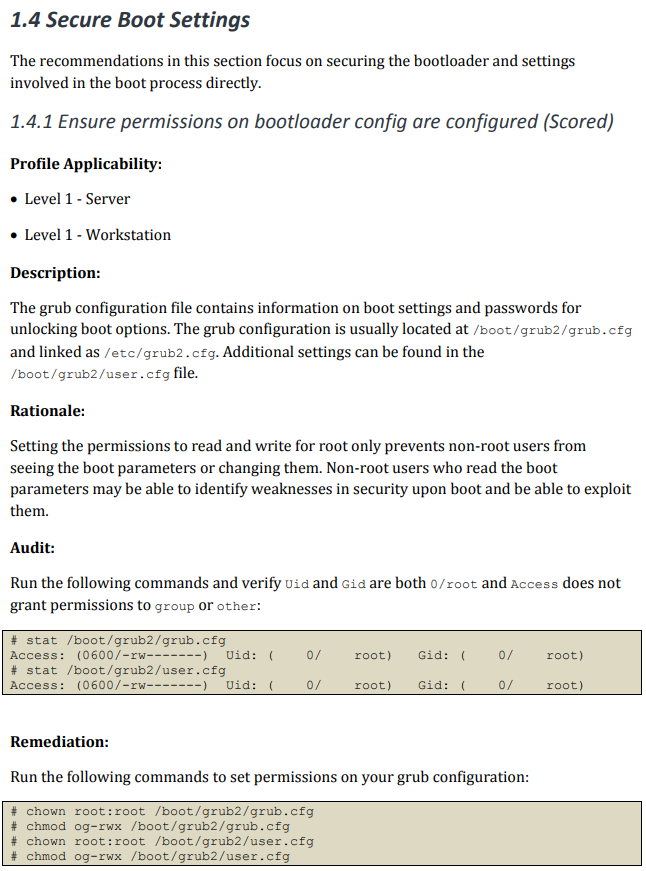 1.4 Secure Boot Settings
The recommendations in this section focus on securing the bootloader and settings
involved in the boot process directly.
1.4.1 Ensure permissions on bootloader config are configured (Scored)
Profile Applicability:
• Level 1 - Server
• Level 1 - Workstation
Description:
The grub configuration file contains information on boot settings and passwords for
unlocking boot options. The grub configuration is usually located at /boot/grub2/grub.cfg
and linked as /etc/grub2.cfg. Additional settings can be found in the
/boot/grub2/user.cfg file.
Rationale:
Setting the permissions to read and write for root only prevents non-root users from
seeing the boot parameters or changing them. Non-root users who read the boot
parameters may be able to identify weaknesses in security upon boot and be able to exploit
them.
Audit:
Run the following commands and verify Uid and Gid are both 0/root and Access does not
grant permissions to group or other:
# stat /boot/grub2/grub.cfg
Access: (0600/-rw-------)  Uid: (    0/    root)   Gid: (    0/    root)
# stat /boot/grub2/user.cfg
Access: (0600/-rw-------)  Uid: (    0/    root)   Gid: (    0/    root)
Remediation:
Run the following commands to set permissions on your grub configuration:
# chown root:root /boot/grub2/grub.cfg
# chmod og-rwx /boot/grub2/grub.cfg
# chown root:root /boot/grub2/user.cfg
# chmod og-rwx /boot/grub2/user.cfg